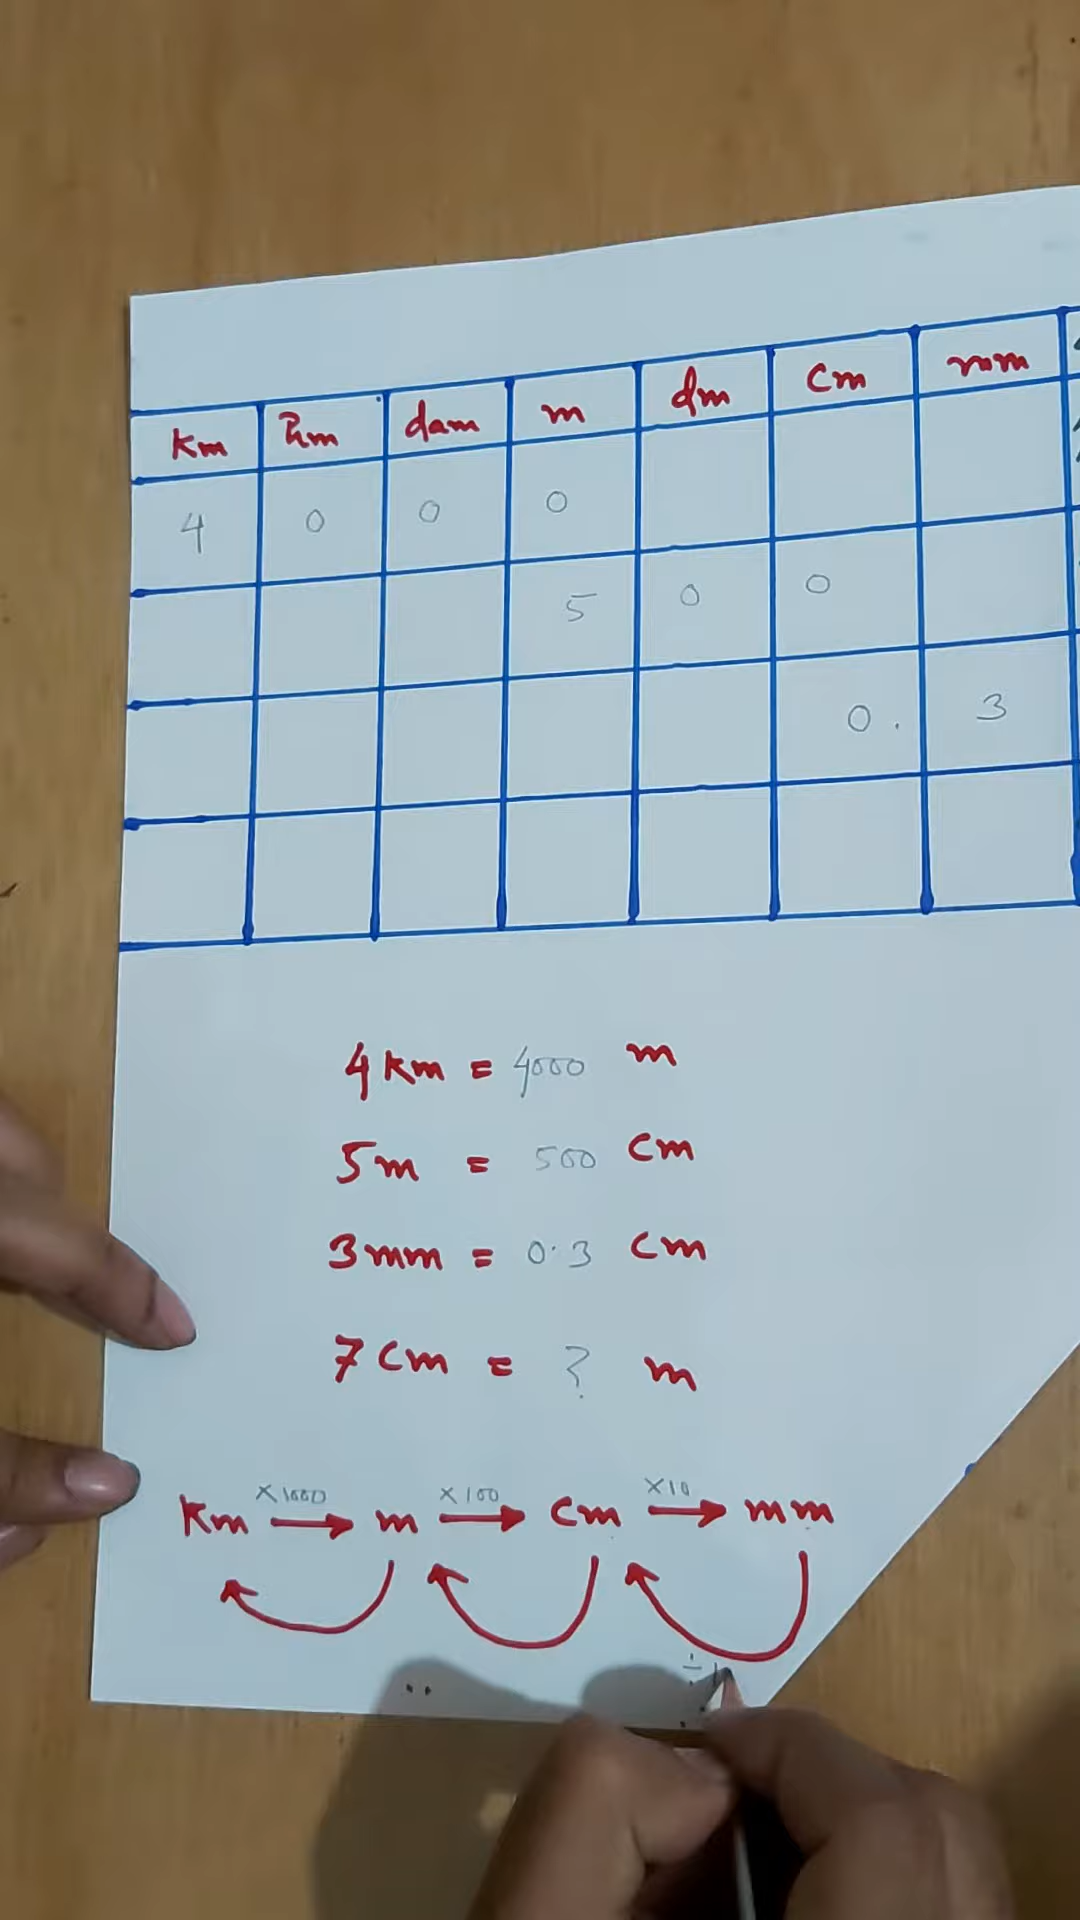 km hm dam m dm cm mm
4 0 0 0
5 0 0
0. 3
4 km = 4000 m
5m = 500 cm
3mm = 0.3 cm
7cm = ? m
×1000 ×100 ×10
Km → m → cm → mm
÷1